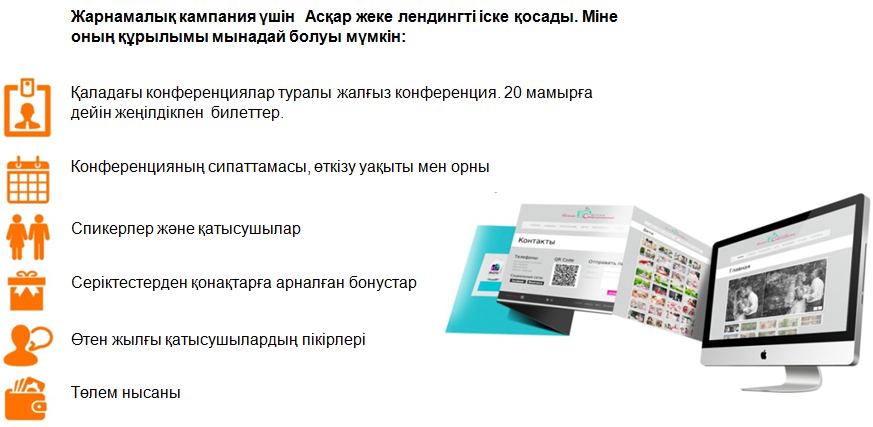 Жарнамалық кампания үшін Асқар жеке лендингті іске қосады. Міне
оның құрылымы мынадай болуы мүмкін:
Қаладағы конференциялар туралы жалғыз конференция. 20 мамырға
дейін жеңілдікпен билеттер.
Конференцияның сипаттамасы, өткізу уақыты мен орны
Спикерлер және қатысушылар
Серіктестерден қонақтарға арналған бонустар
Өтен жылғы қатысушылардың пікірлері
Төлем нысаны
Контакты
Телефоны:
QR Code
Отправить
Главная